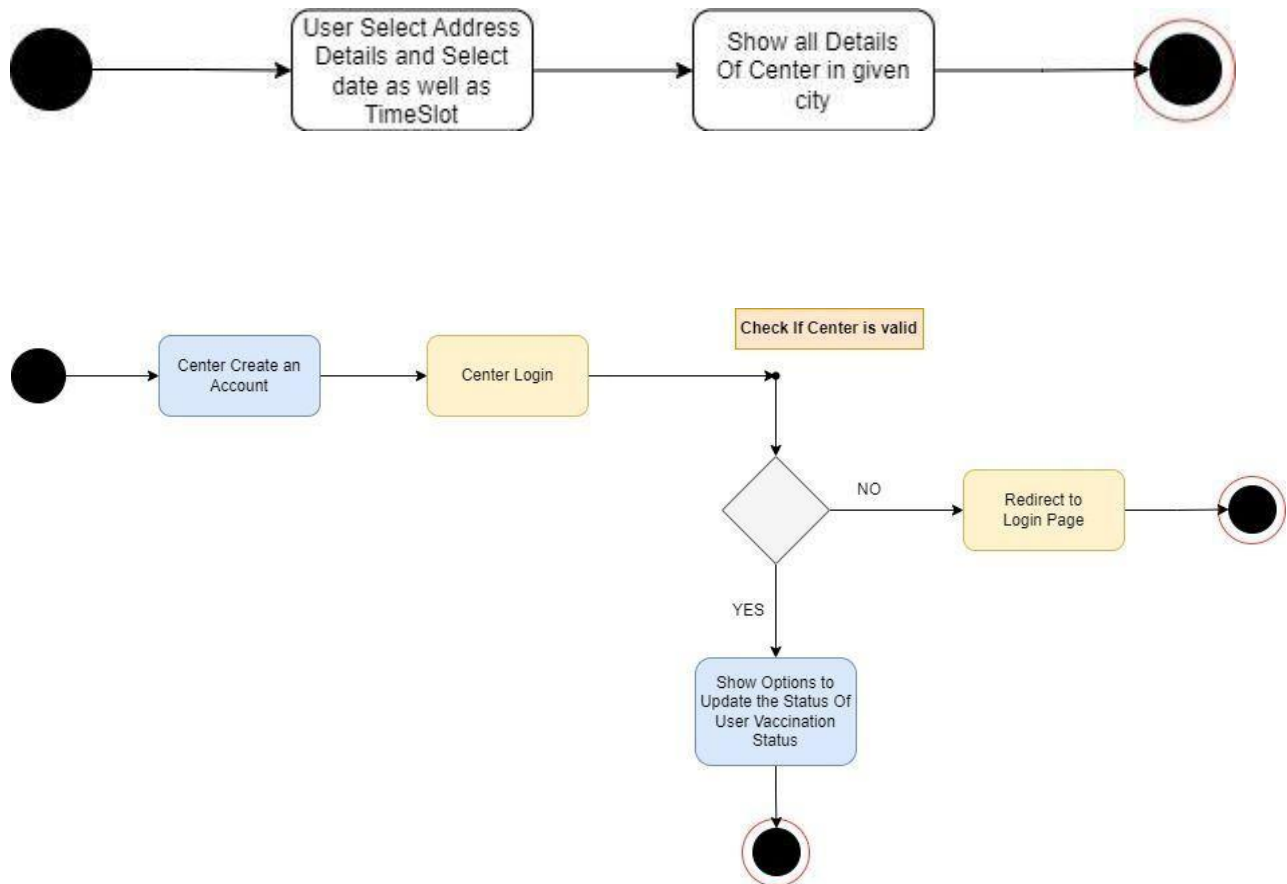 User Select Address
Details and Select
date as well as
TimeSlot
Show all Details
Of Center in given
city
Check If Center is valid
Center Create an
Account
Center Login
NO
Redirect to
Login Page
YES
Show Options to
Update the Status Of
User Vaccination
Status